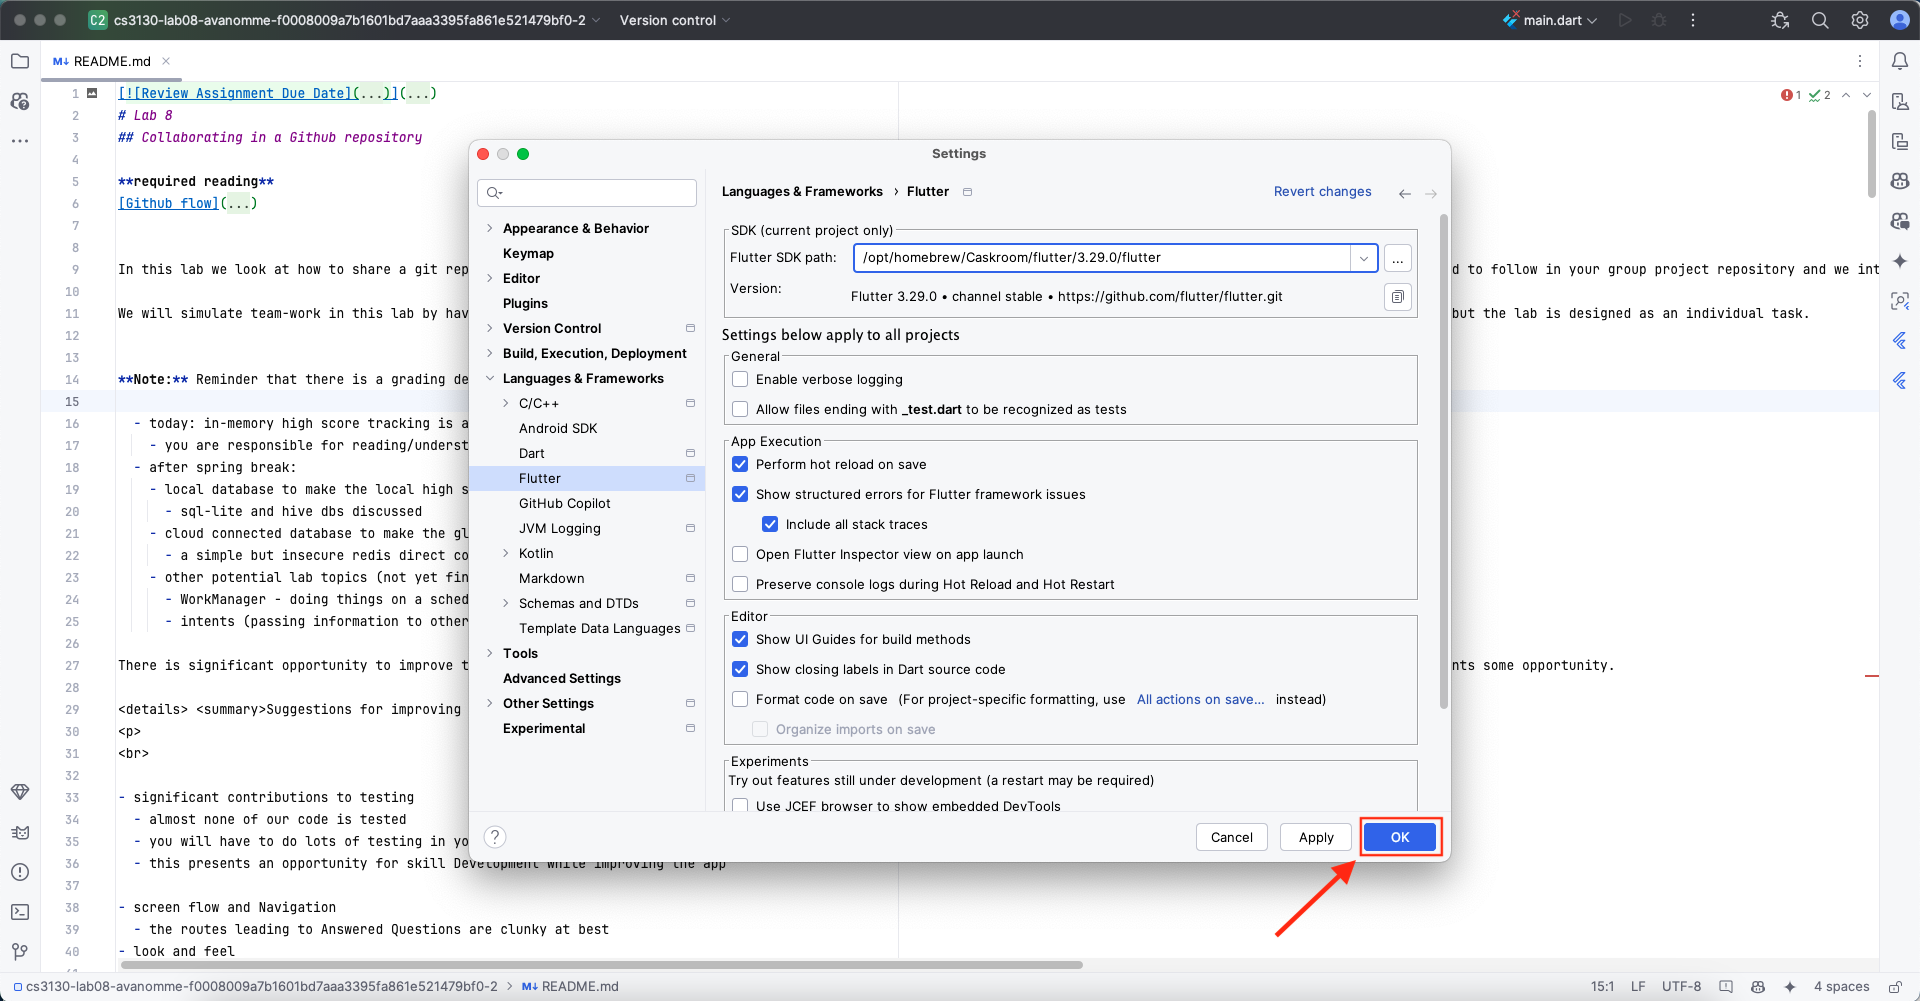 C2 cs3130-lab08-avanomme-f0008009a7b1601bd7aaa3395fa861e521479bf0-2 Version control main.dart
M↓ README.md
1 [![Review Assignment Due Date](...)](...)
2 # Lab 8
3 ## Collaborating in a Github repository
4
5 **required reading**
6 [Github flow](...)
7
8
9 In this lab we look at how to share a git rep
d to follow in your group project repository and we int
10
11 We will simulate team-work in this lab by hav
but the lab is designed as an individual task.
12
13
14 **Note:** Reminder that there is a grading de
15
16 - today: in-memory high score tracking is a
17 - you are responsible for reading/underst
18 - after spring break:
19 - local database to make the local high s
20 - sql-lite and hive dbs discussed
21 - cloud connected database to make the gl
22 - a simple but insecure redis direct co
23 - other potential lab topics (not yet fin
24 - WorkManager - doing things on a sched
25 - intents (passing information to other
26
27 There is significant opportunity to improve t
nts some opportunity.
28
29 <details> <summary>Suggestions for improving
30 <p>
31 <br>
32
33 - significant contributions to testing
34 - almost none of our code is tested
35 - you will have to do lots of testing in yo
36 - this presents an opportunity for skill Development while improving the app
37
38 - screen flow and Navigation
39 - the routes leading to Answered Questions are clunky at best
40 - look and feel
1 2
Settings
Appearance & Behavior
Keymap
Editor
Plugins
Version Control
Build, Execution, Deployment
Languages & Frameworks
C/C++
Android SDK
Dart
Flutter
GitHub Copilot
JVM Logging
Kotlin
Markdown
Schemas and DTDs
Template Data Languages
Tools
Advanced Settings
Other Settings
Experimental
Languages & Frameworks › Flutter Revert changes
SDK (current project only)
Flutter SDK path: /opt/homebrew/Caskroom/flutter/3.29.0/flutter ...
Version:
Flutter 3.29.0 • channel stable • https://github.com/flutter/flutter.git
Settings below apply to all projects
General
Enable verbose logging
Allow files ending with _test.dart to be recognized as tests
App Execution
Perform hot reload on save
Show structured errors for Flutter framework issues
Include all stack traces
Open Flutter Inspector view on app launch
Preserve console logs during Hot Reload and Hot Restart
Editor
Show UI Guides for build methods
Show closing labels in Dart source code
Format code on save (For project-specific formatting, use All actions on save... instead)
Organize imports on save
Experiments
Try out features still under development (a restart may be required)
Use JCEF browser to show embedded DevTools
? Cancel Apply OK
cs3130-lab08-avanomme-f0008009a7b1601bd7aaa3395fa861e521479bf0-2 > M↓ README.md
15:1 LF UTF-8 4 spaces